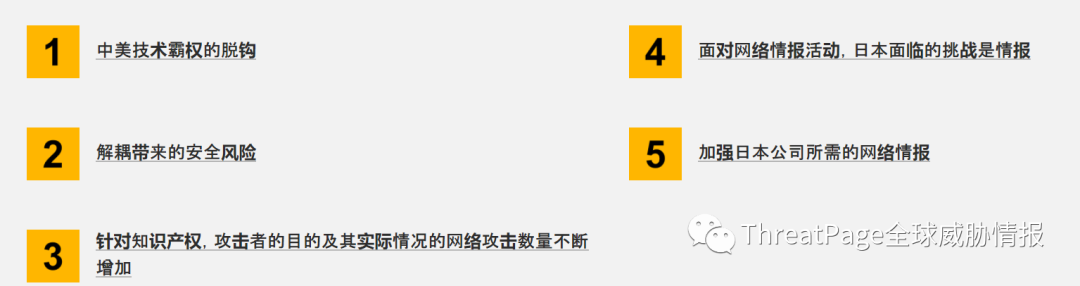 1
中美技术霸权的脱钩
2
解耦带来的安全风险
3
针对知识产权,攻击者的目的及其实际情况的网络攻击数量不断
增加
4
面对网络情报活动,日本面临的挑战是情报
5
加强日本公司所需的网络情报
ThreatPage全球威胁情报